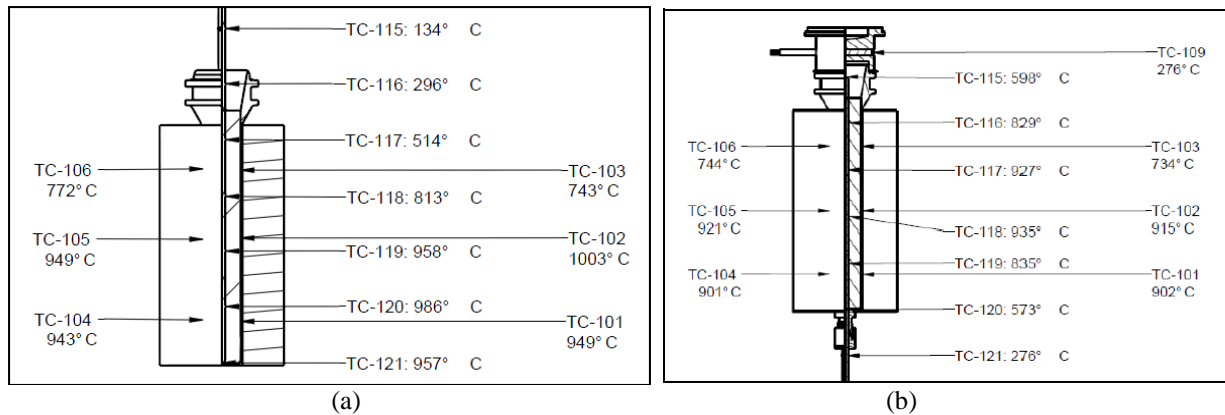 TC-115: 134° C
TC-116: 296° C
TC-117: 514° C
TC-106
772° C
TC-103
743° C
TC-118: 813° C
TC-105
949° C
TC-102
1003° C
TC-119: 958° C
TC-120: 986° C
TC-104
943° C
TC-101
949° C
TC-121: 957° C
(a)
TC-109
276° C
TC-115: 598° C
TC-116: 829° C
TC-106
744° C
TC-103
734° C
TC-117: 927° C
TC-105
921° C
TC-102
915° C
TC-118: 935° C
TC-119: 835° C
TC-104
901° C
TC-101
902° C
TC-120: 573° C
TC-121: 276° C
(b)